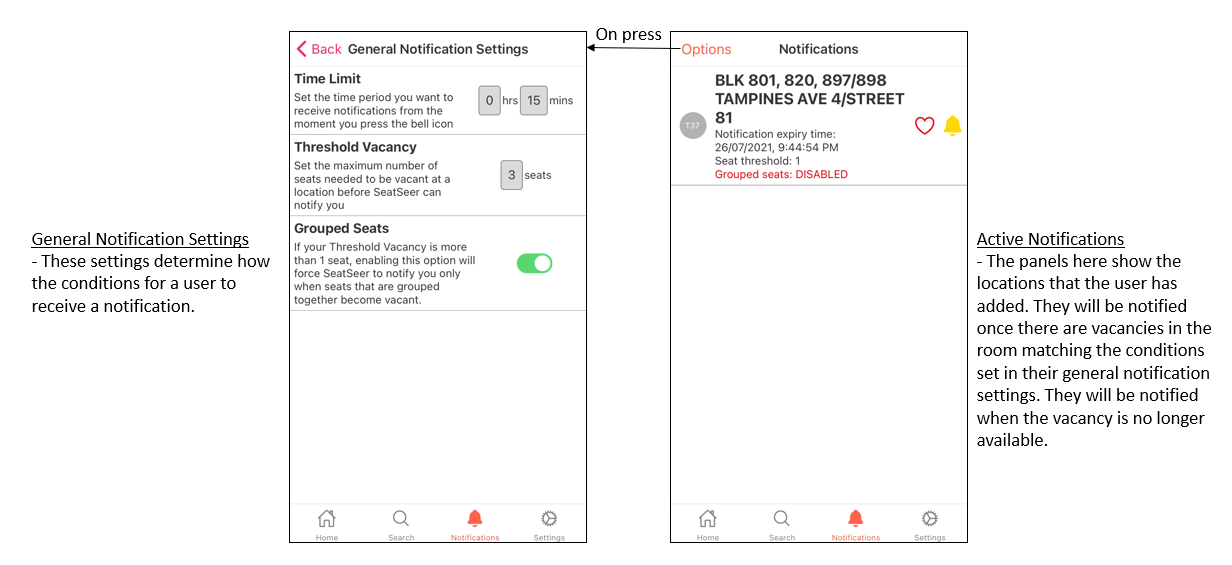 On press
Back General Notification Settings
Time Limit
Set the time period you want to
receive notifications from the
moment you press the bell icon
0 hrs 15 mins
Threshold Vacancy
Set the maximum number of
seats needed to be vacant at a
location before SeatSeer can
notify you
3 seats
Grouped Seats
If your Threshold Vacancy is more
than 1 seat, enabling this option will
force SeatSeer to notify you only
when seats that are grouped
together become vacant.
Home Search Notifications Settings
General Notification Settings
- These settings determine how
the conditions for a user to
receive a notification.
Options Notifications
T37
BLK 801, 820, 897/898
TAMPINES AVE 4/STREET
81
Notification expiry time:
26/07/2021, 9:44:54 PM
Seat threshold: 1
Grouped seats: DISABLED
Home Search Notifications Settings
Active Notifications
- The panels here show the
locations that the user has
added. They will be notified
once there are vacancies in the
room matching the conditions
set in their general notification
settings. They will be notified
when the vacancy is no longer
available.